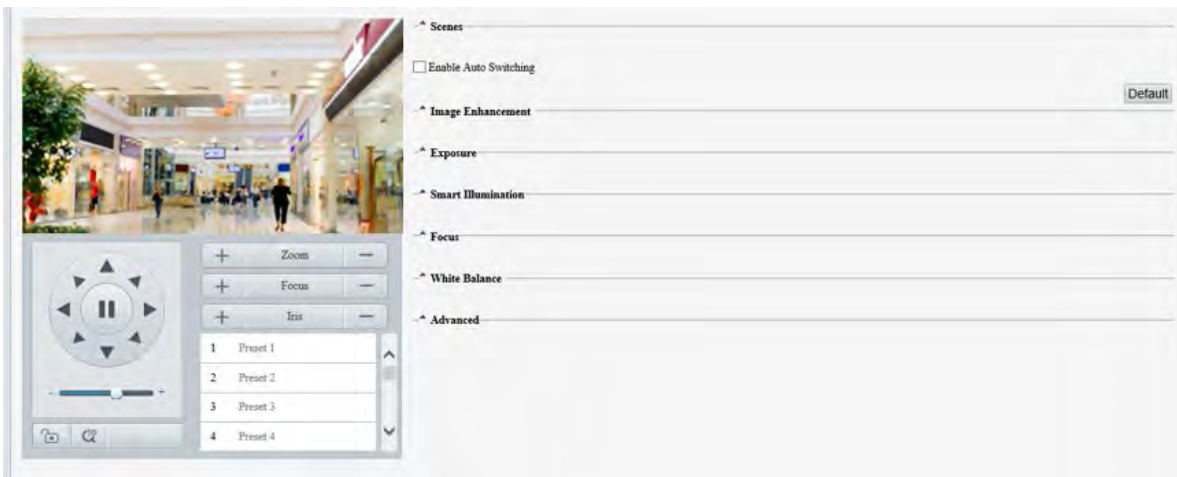 Scenes
Enable Auto Switching
Default
Image Enhancement
Exposure
Smart Illumination
Focus
White Balance
Advanced
+ Zoom −
+ Focus −
+ Iris −
- +
1 Preset 1
2 Preset 2
3 Preset 3
4 Preset 4